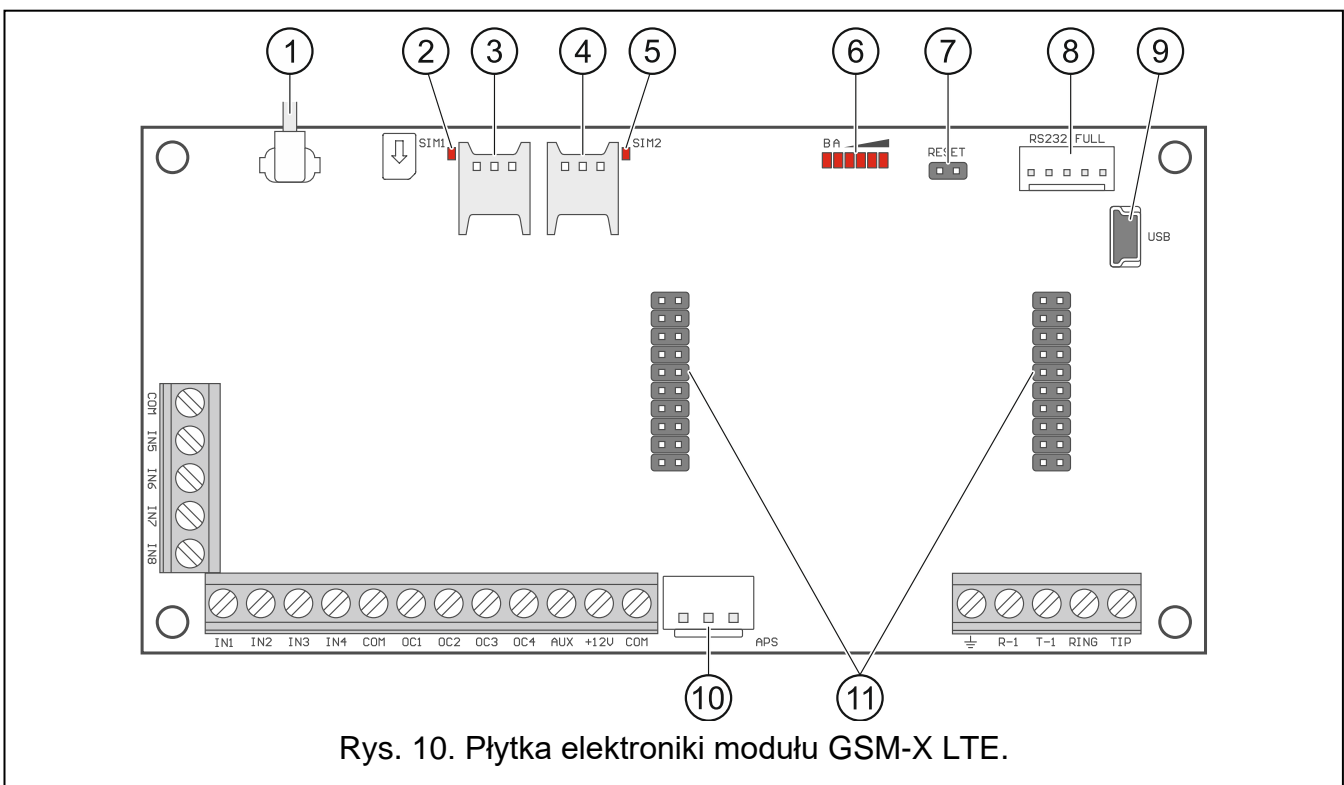 1 2 3 4 5 6 7 8 9
SIM1 SIM2 BA RESET RS232 FULL
USB
COM
IN5
IN6
IN7
IN8
IN1 IN2 IN3 IN4 COM OC1 OC2 OC3 OC4 AUX +12V COM APS R-1 T-1 RING TIP
10 11
Rys. 10. Płytka elektroniki modułu GSM-X LTE.